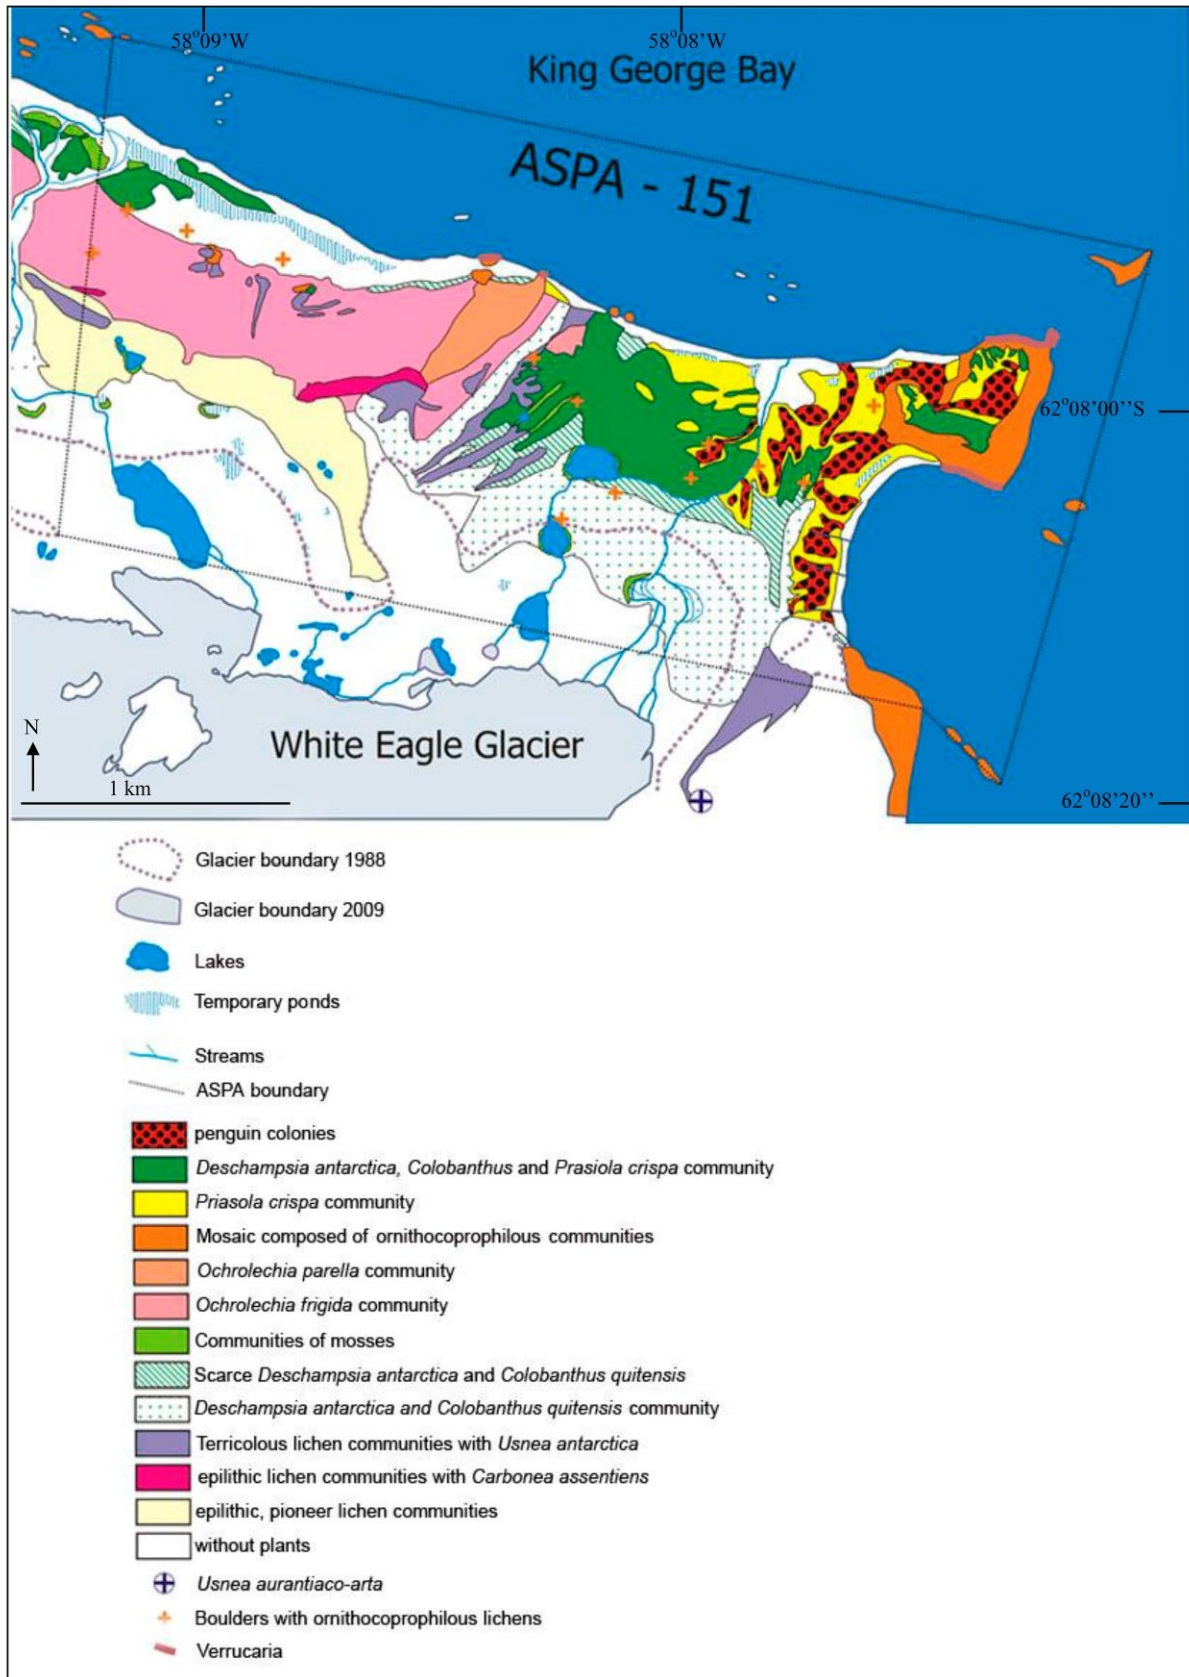 58°09'W
58°08'W
King George Bay
ASPA - 151
62°08'00''S
White Eagle Glacier
N
1 km
62°08'20''
Glacier boundary 1988
Glacier boundary 2009
Lakes
Temporary ponds
Streams
ASPA boundary
penguin colonies
Deschampsia antarctica, Colobanthus and Prasiola crispa community
Priasola crispa community
Mosaic composed of ornithocoprophilous communities
Ochrolechia parella community
Ochrolechia frigida community
Communities of mosses
Scarce Deschampsia antarctica and Colobanthus quitensis
Deschampsia antarctica and Colobanthus quitensis community
Terricolous lichen communities with Usnea antarctica
epilithic lichen communities with Carbonea assentiens
epilithic, pioneer lichen communities
without plants
Usnea aurantiaco-arta
Boulders with ornithocoprophilous lichens
Verrucaria